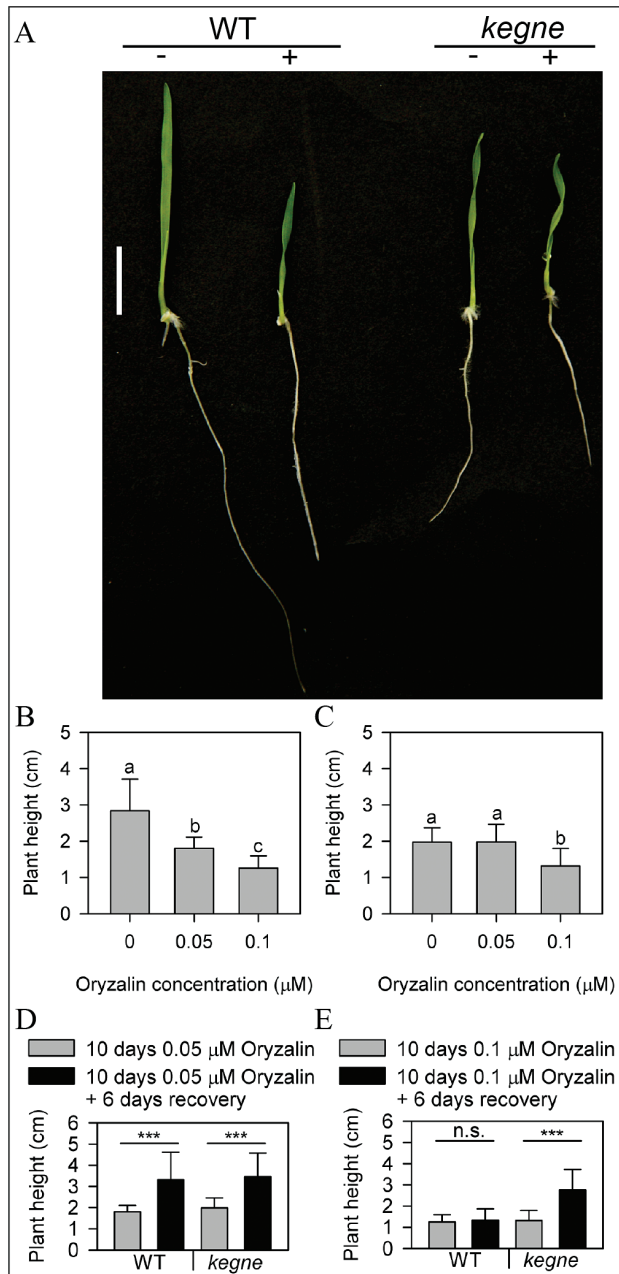 A
WT kegne
- + - +
B C
5 5
a
4 4
b a a
3 3
c b
2 2
1 1
0 0
Plant height (cm) Plant height (cm)
0 0.05 0.1 0 0.05 0.1
Oryzalin concentration (μM) Oryzalin concentration (μM)
D E
10 days 0.05 μM Oryzalin 10 days 0.1 μM Oryzalin
10 days 0.05 μM Oryzalin 10 days 0.1 μM Oryzalin
+ 6 days recovery + 6 days recovery
6 6
*** *** n.s. ***
5 5
4 4
3 3
2 2
1 1
0 0
Plant height (cm) Plant height (cm)
WT kegne WT kegne